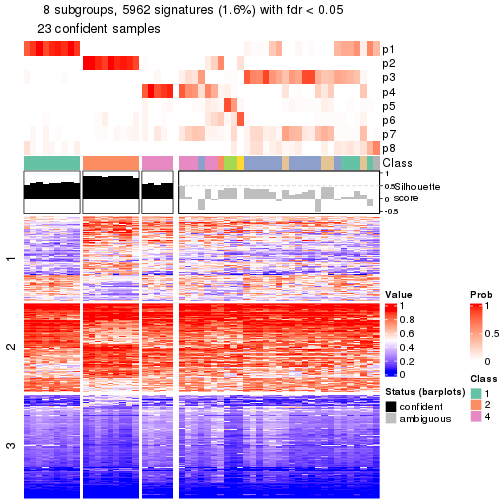 8 subgroups, 5962 signatures (1.6%) with fdr < 0.05
23 confident samples
p1
p2
p3
p4
p5
p6
p7
p8
Class
1
0.5
0
-0.5
Silhouette
score
1
2
3
Value
1
0.8
0.6
0.4
0.2
0
Prob
1
0.5
0
Status (barplots)
confident
ambiguous
Class
1
2
4